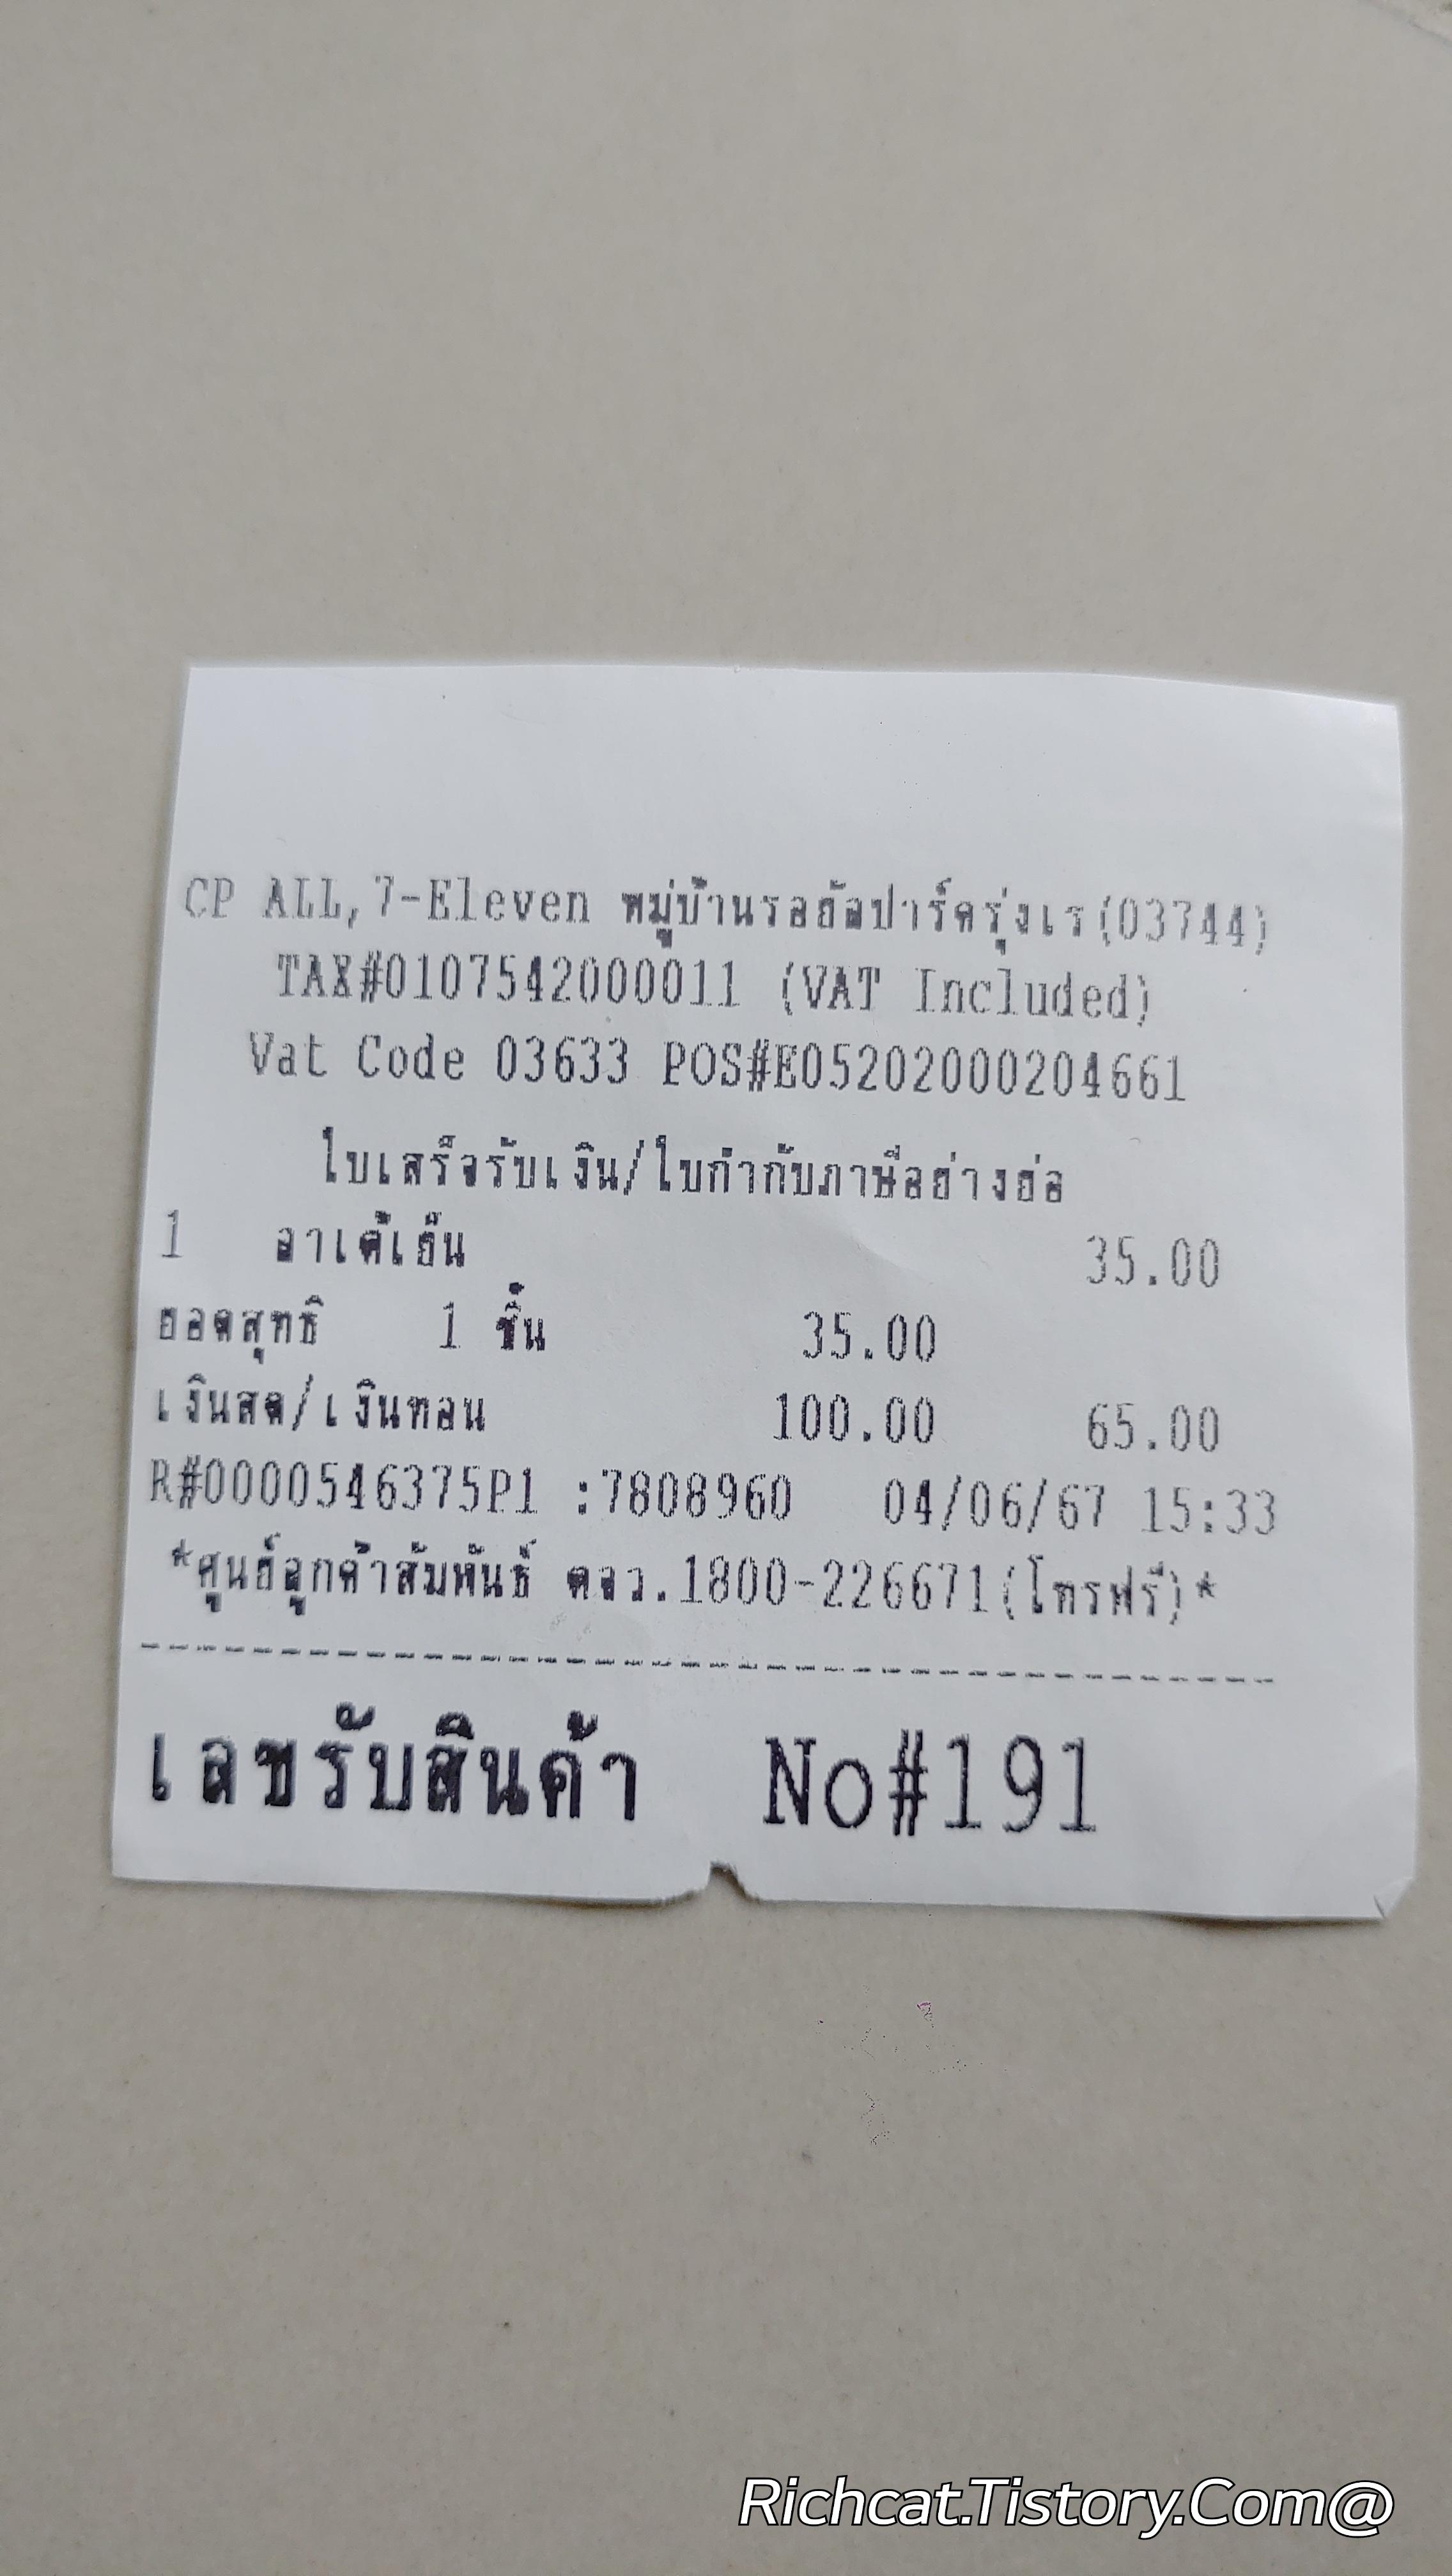 CP ALL,7-Eleven หมู่บ้านรอยัลปาร์ครุ่งเร(03744)
TAX#0107542000011 (VAT Included)
Vat Code 03633 POS#E05202000204661
ใบเสร็จรับเงิน/ใบกำกับภาษีอย่างย่อ
1 อาเค้เย็น 35.00
ยอดสุทธิ 1 ชิ้น 35.00
เงินสด/เงินทอน 100.00 65.00
R#0000546375P1 :7808960 04/06/67 15:33
*ศูนย์ลูกค้าสัมพันธ์ ตจว.1800-226671(โทรฟรี)*
เลขรับสินค้า No#191
Richcat.Tistory.Com@